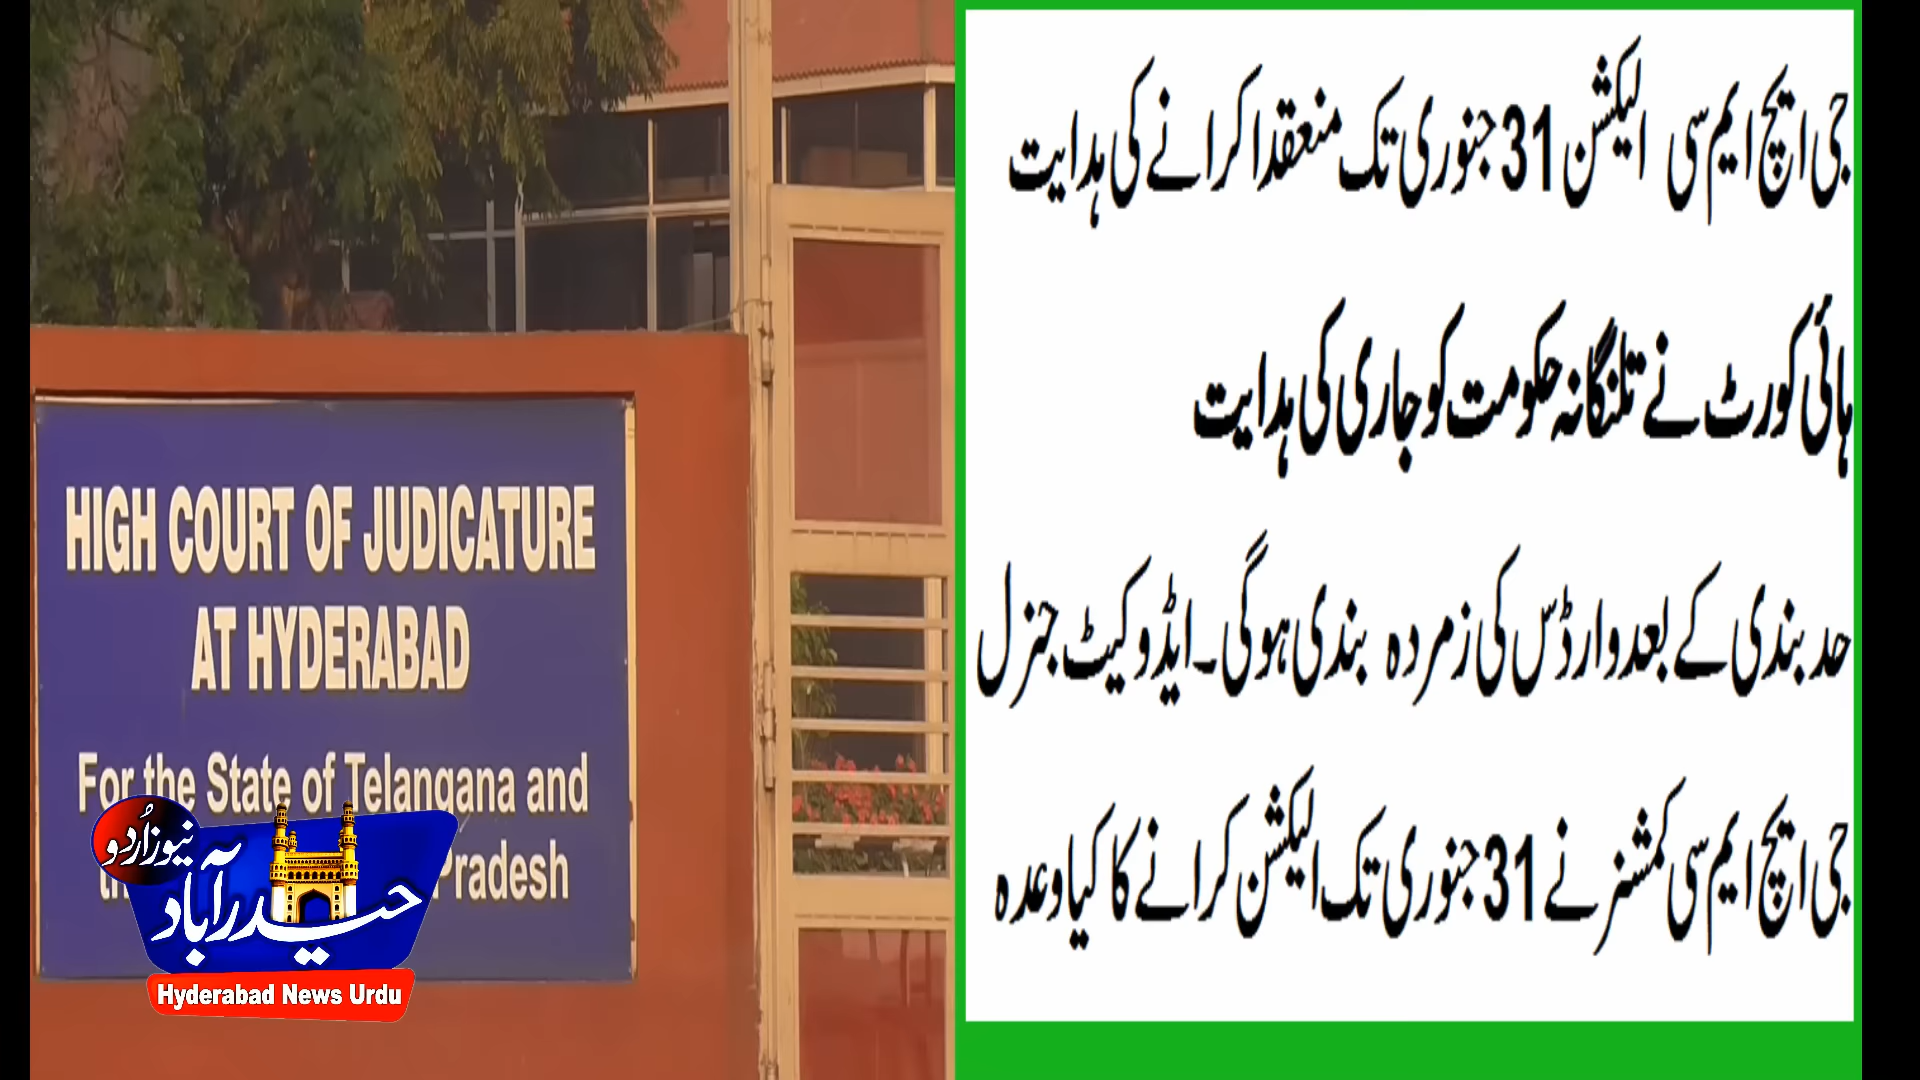 HIGH COURT OF JUDICATURE
AT HYDERABAD
For the State of Telangana and
Pradesh
نیوز اُردو
حیدرآباد
Hyderabad News Urdu
جی ایچ ایم سی الیکشن 31 جنوری تک منعقدا کرانے کی ہدایت
ہائی کورٹ نے تلنگانہ حکومت کو جاری کی ہدایت
حد بندی کے بعد وارڈس کی زمردہ بندی ہوگی۔ ایڈوکیٹ جنرل
جی ایچ ایم سی کمشنر نے 31 جنوری تک الیکشن کرانے کا کیا وعدہ